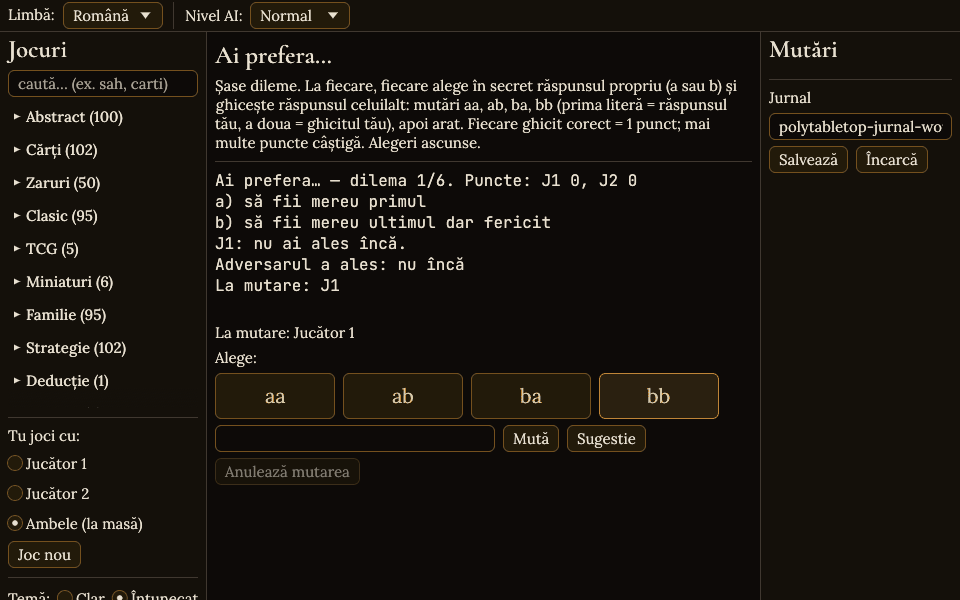 Limbă: Română Nivel AI: Normal
Jocuri
caută... (ex. sah, carti)
Abstract (100)
Cărți (102)
Zaruri (50)
Clasic (95)
TCG (5)
Miniaturi (6)
Familie (95)
Strategie (102)
Deducție (1)
Tu joci cu:
Jucător 1
Jucător 2
Ambele (la masă)
Joc nou
Temă: Clar Întunecat
Ai prefera...
Șase dileme. La fiecare, fiecare alege în secret răspunsul propriu (a sau b) și
ghicește răspunsul celuilalt: mutări aa, ab, ba, bb (prima literă = răspunsul
tău, a doua = ghicitul tău), apoi arat. Fiecare ghicit corect = 1 punct; mai
multe puncte câștigă. Alegeri ascunse.
Ai prefera… — dilema 1/6. Puncte: J1 0, J2 0
a) să fii mereu primul
b) să fii mereu ultimul dar fericit
J1: nu ai ales încă.
Adversarul a ales: nu încă
La mutare: J1
La mutare: Jucător 1
Alege:
aa ab ba bb
Mută Sugestie
Anulează mutarea
Mutări
Jurnal
polytabletop-jurnal-wo
Salvează Încarcă